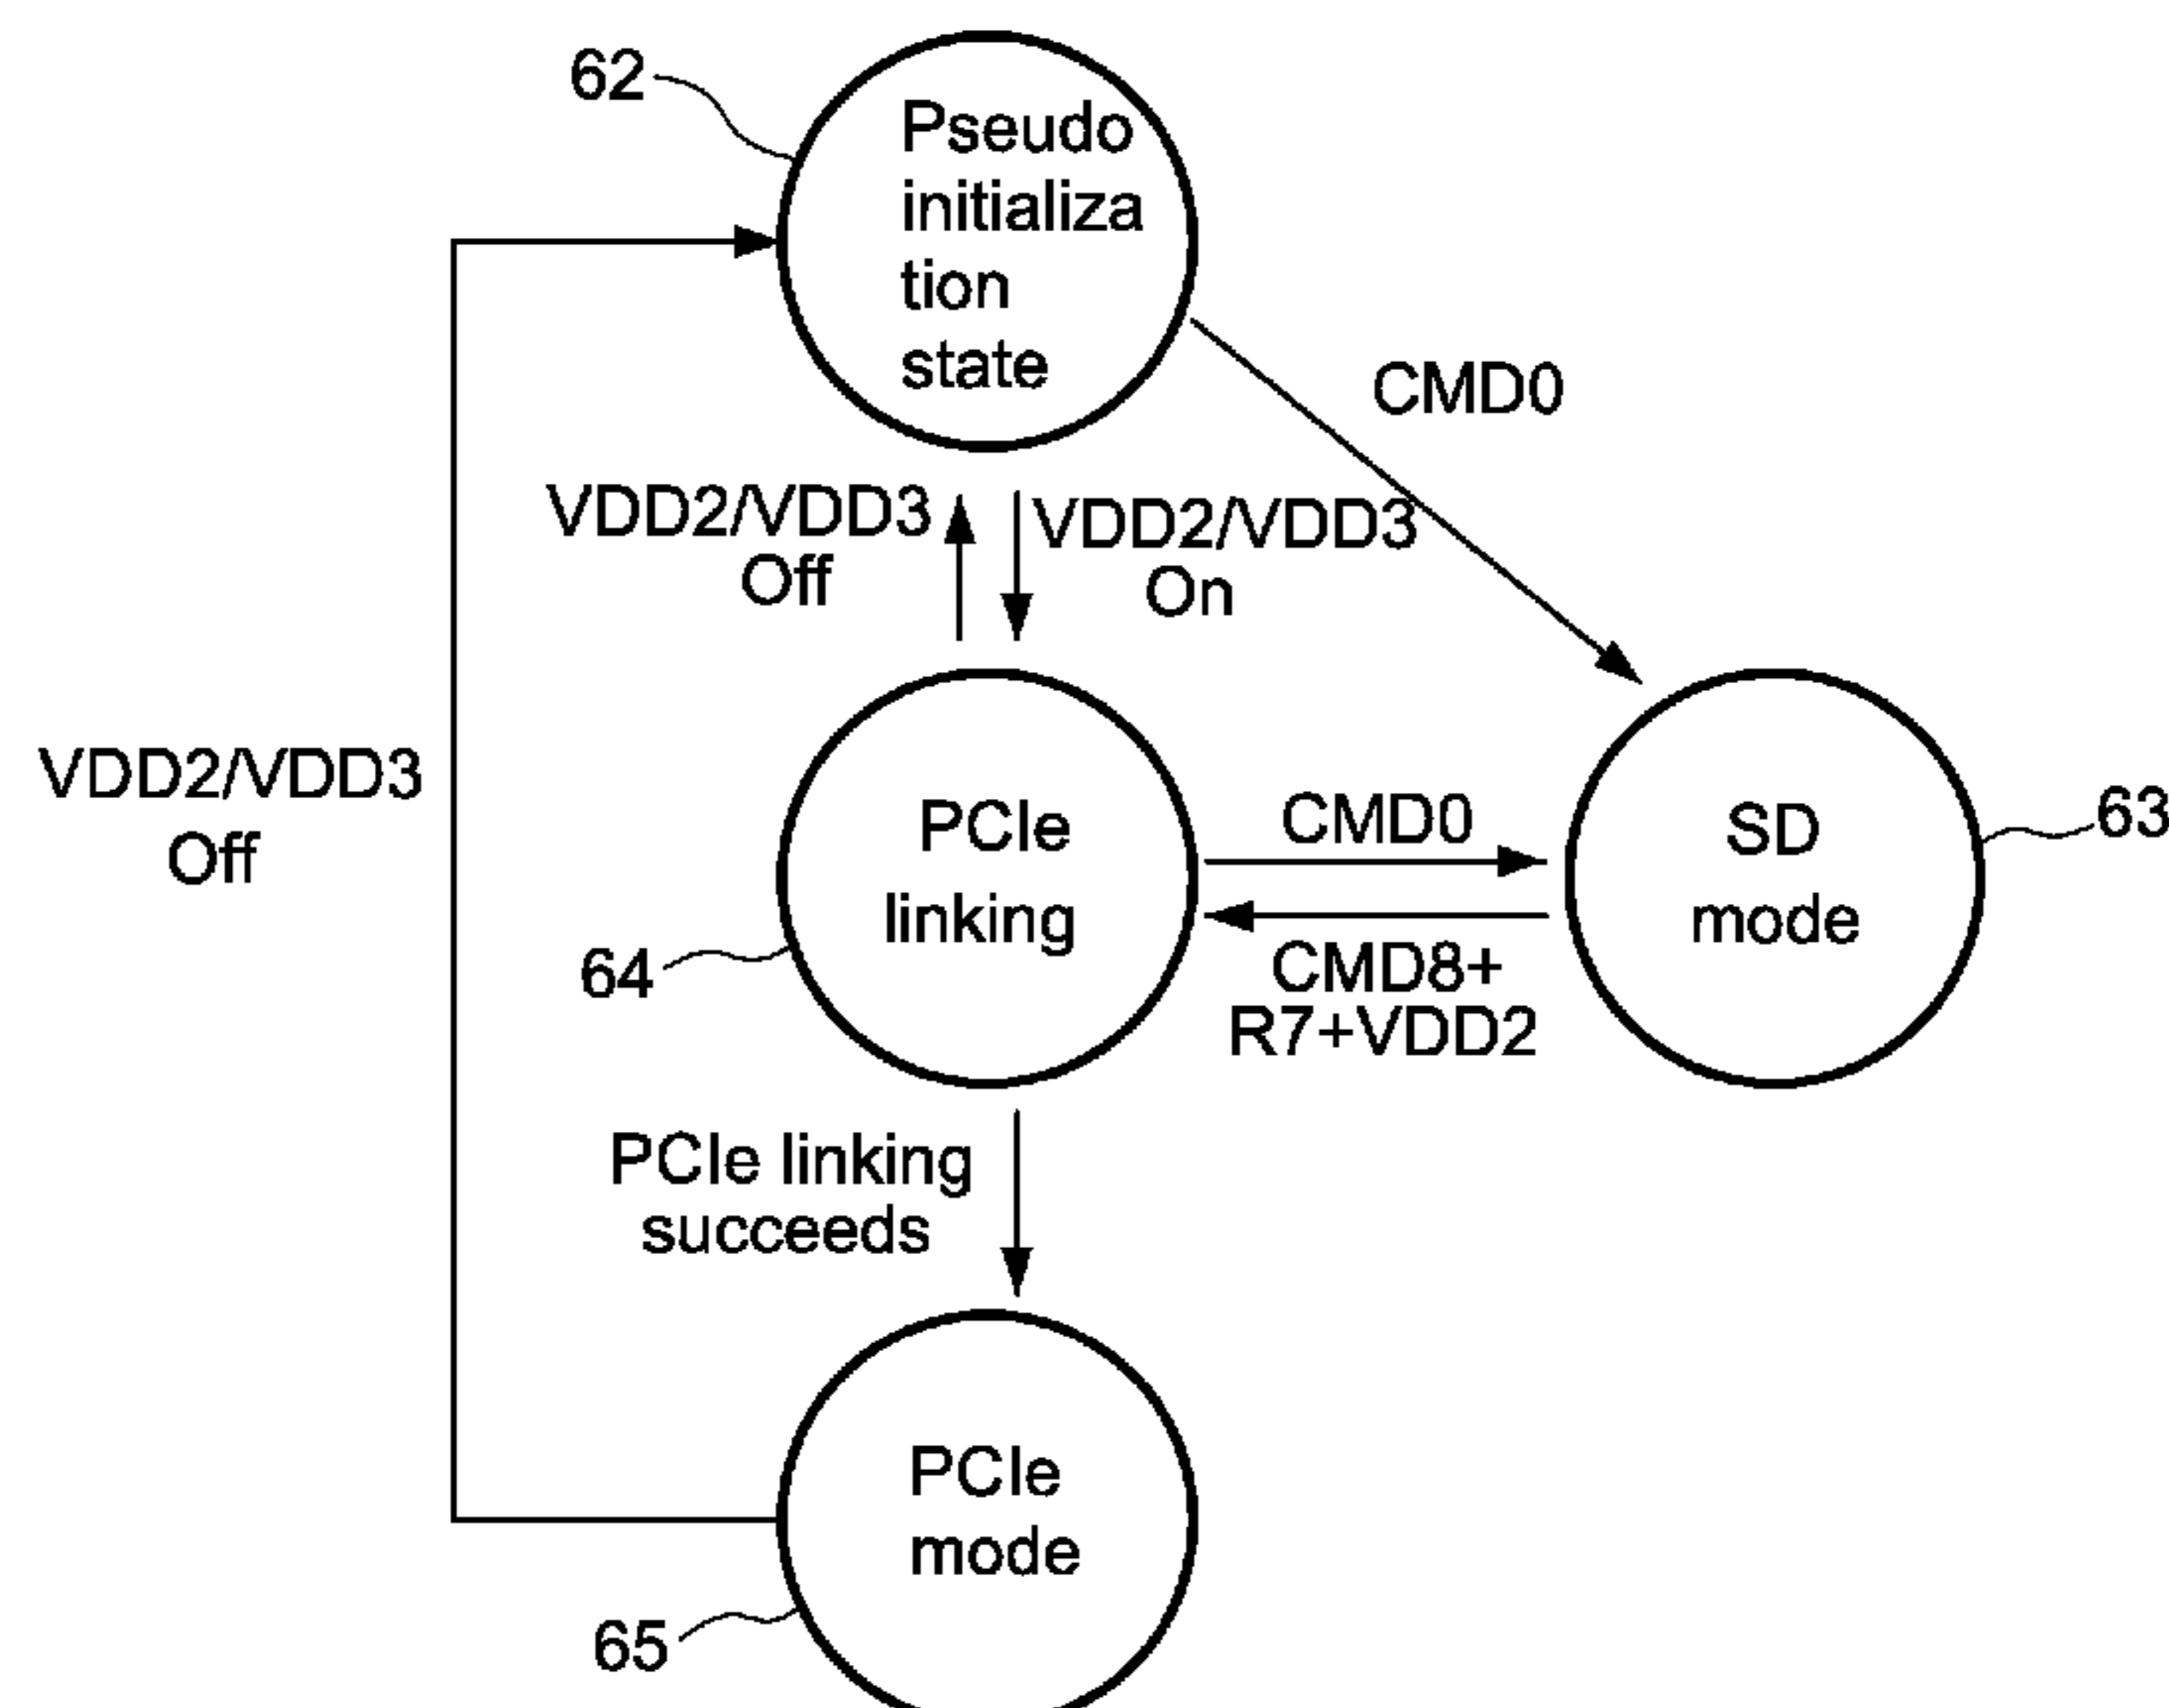 62
Pseudo
initializa
tion
state
CMD0
VDD2/VDD3
Off
VDD2/VDD3
On
VDD2/VDD3
Off
PCIe
linking
64
CMD0
CMD8+
R7+VDD2
SD
mode
63
PCIe linking
succeeds
PCIe
mode
65